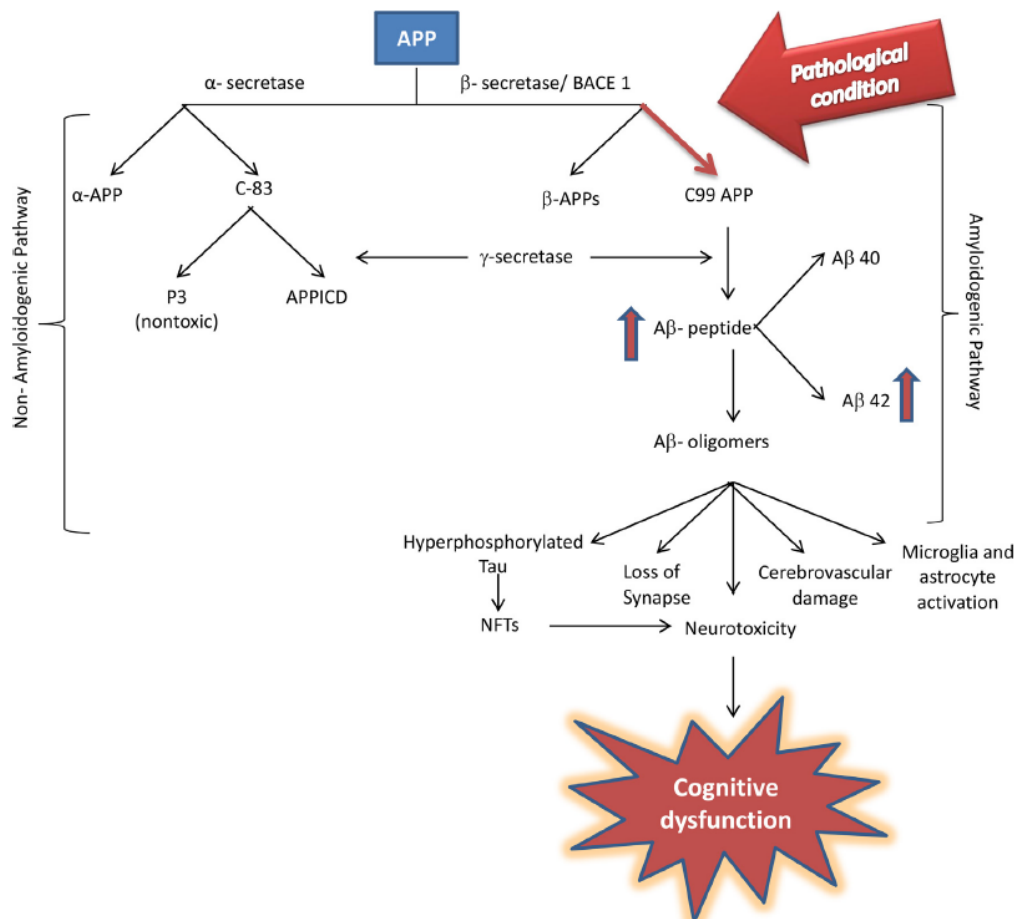 APP
Pathological
condition
α- secretase
β- secretase/ BACE 1
Non- Amyloidogenic Pathway
Amyloidogenic Pathway
α-APP
C-83
β-APPs
C99 APP
γ-secretase
Aβ 40
P3
(nontoxic)
APPICD
Aβ- peptide
Aβ 42
Aβ- oligomers
Hyperphosphorylated
Tau
Loss of
Synapse
Cerebrovascular
damage
Microglia and
astrocyte
activation
NFTs
Neurotoxicity
Cognitive
dysfunction